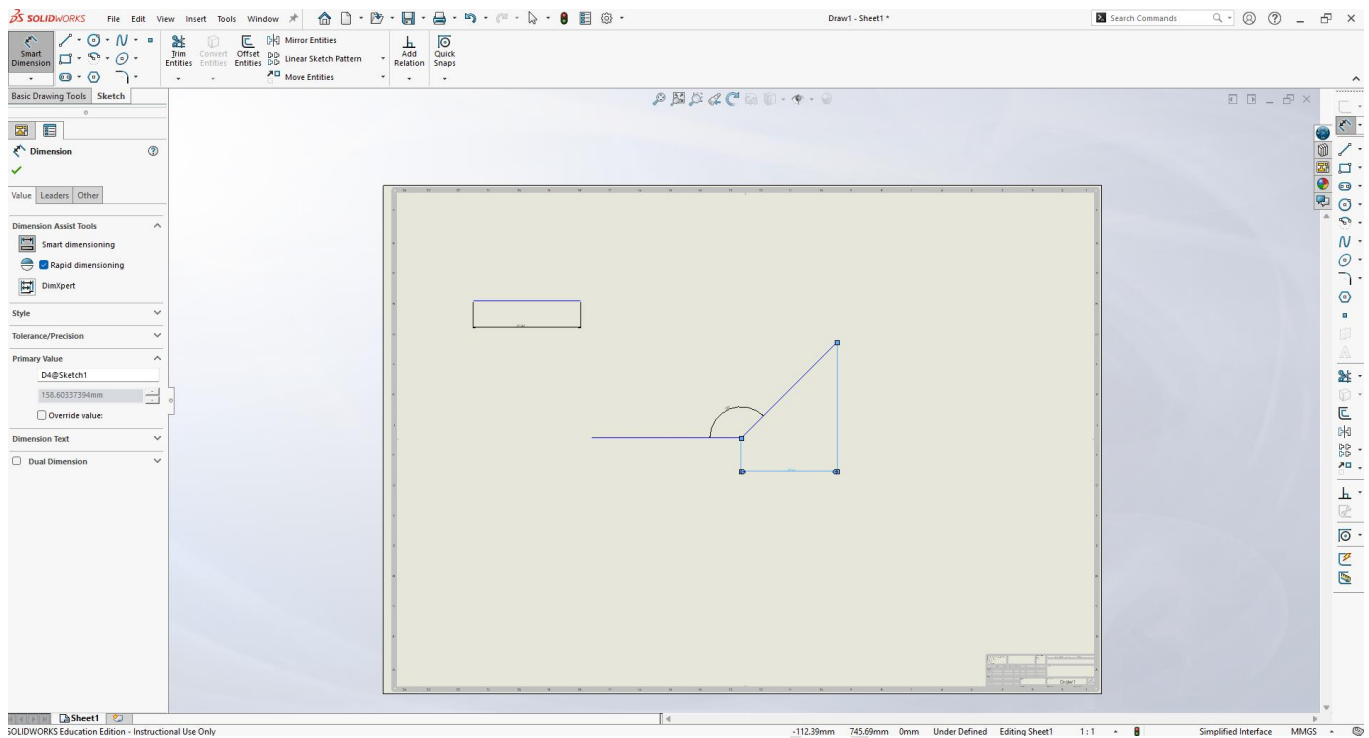 SOLIDWORKS File Edit View Insert Tools Window Draw1 - Sheet1 * Search Commands
Smart Dimension
Trim Entities
Convert Entities
Offset Entities
Mirror Entities
Linear Sketch Pattern
Move Entities
Add Relation
Quick Snaps
Basic Drawing Tools Sketch
Dimension
Value Leaders Other
Dimension Assist Tools
Smart dimensioning
Rapid dimensioning
DimXpert
Style
Tolerance/Precision
Primary Value
D4@Sketch1
158.60337394mm
Override value:
Dimension Text
Dual Dimension
Draw1
Sheet1
SOLIDWORKS Education Edition - Instructional Use Only -112.39mm 745.69mm 0mm Under Defined Editing Sheet1 1:1 Simplified Interface MMGS